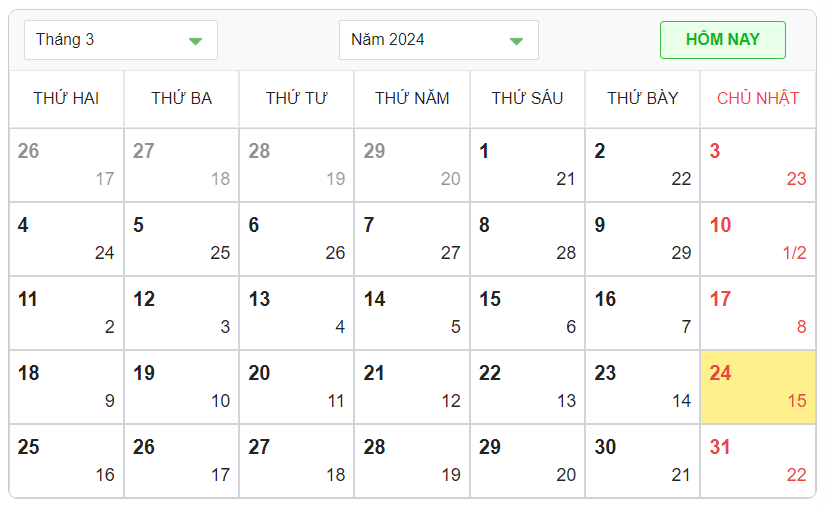 Tháng 3 Năm 2024 HÔM NAY
THỨ HAI THỨ BA THỨ TƯ THỨ NĂM THỨ SÁU THỨ BẢY CHỦ NHẬT
26 27 28 29 1 2 3
17 18 19 20 21 22 23
4 5 6 7 8 9 10
24 25 26 27 28 29 1/2
11 12 13 14 15 16 17
2 3 4 5 6 7 8
18 19 20 21 22 23 24
9 10 11 12 13 14 15
25 26 27 28 29 30 31
16 17 18 19 20 21 22